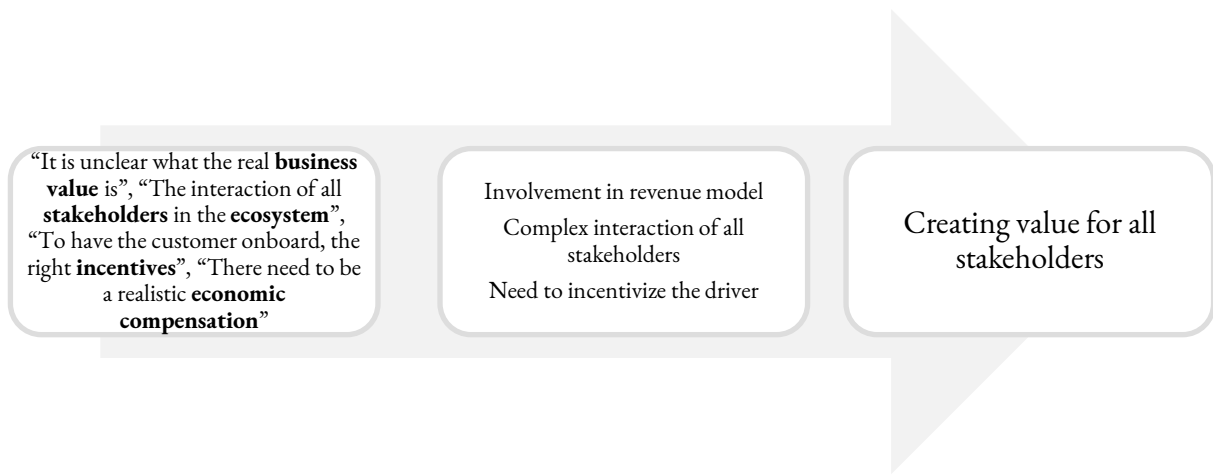 “It is unclear what the real business
value is”, “The interaction of all
stakeholders in the ecosystem”,
“To have the customer onboard, the
right incentives”, “There need to be
a realistic economic
compensation”
Involvement in revenue model
Complex interaction of all
stakeholders
Need to incentivize the driver
Creating value for all
stakeholders